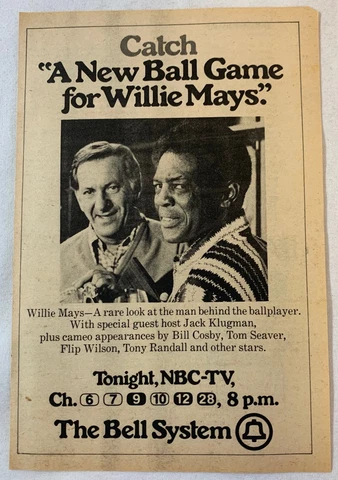 Catch
“A New Ball Game
for Willie Mays.”
Willie Mays—A rare look at the man behind the ballplayer.
With special guest host Jack Klugman,
plus cameo appearances by Bill Cosby, Tom Seaver,
Flip Wilson, Tony Randall and other stars.
Tonight, NBC-TV,
Ch. 6 7 9 10 12 28, 8 p.m.
The Bell System